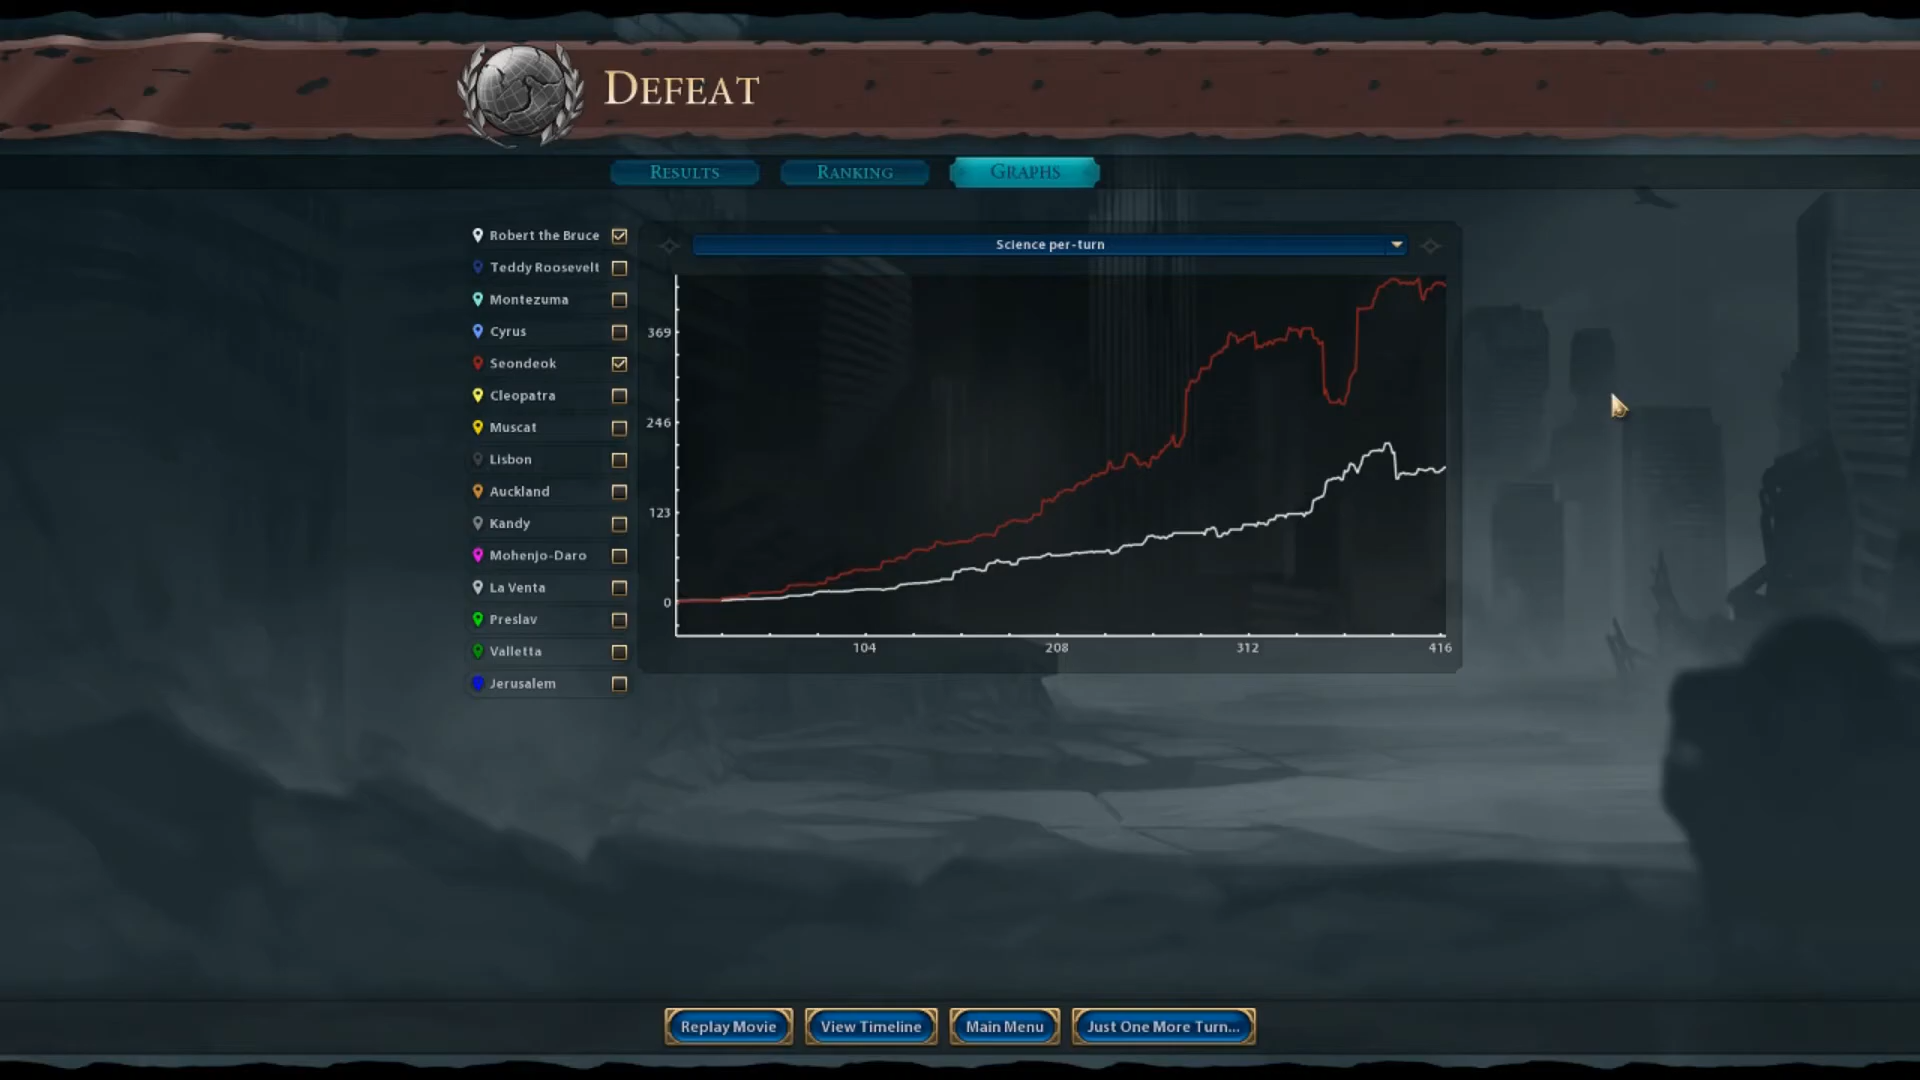 DEFEAT
RESULTS
RANKING
GRAPHS
Robert the Bruce
Teddy Roosevelt
Montezuma
Cyrus
Seondeok
Cleopatra
Muscat
Lisbon
Auckland
Kandy
Mohenjo-Daro
La Venta
Preslav
Valletta
Jerusalem
Science per-turn
369
246
123
0
104 208 312 416
Replay Movie
View Timeline
Main Menu
Just One More Turn...